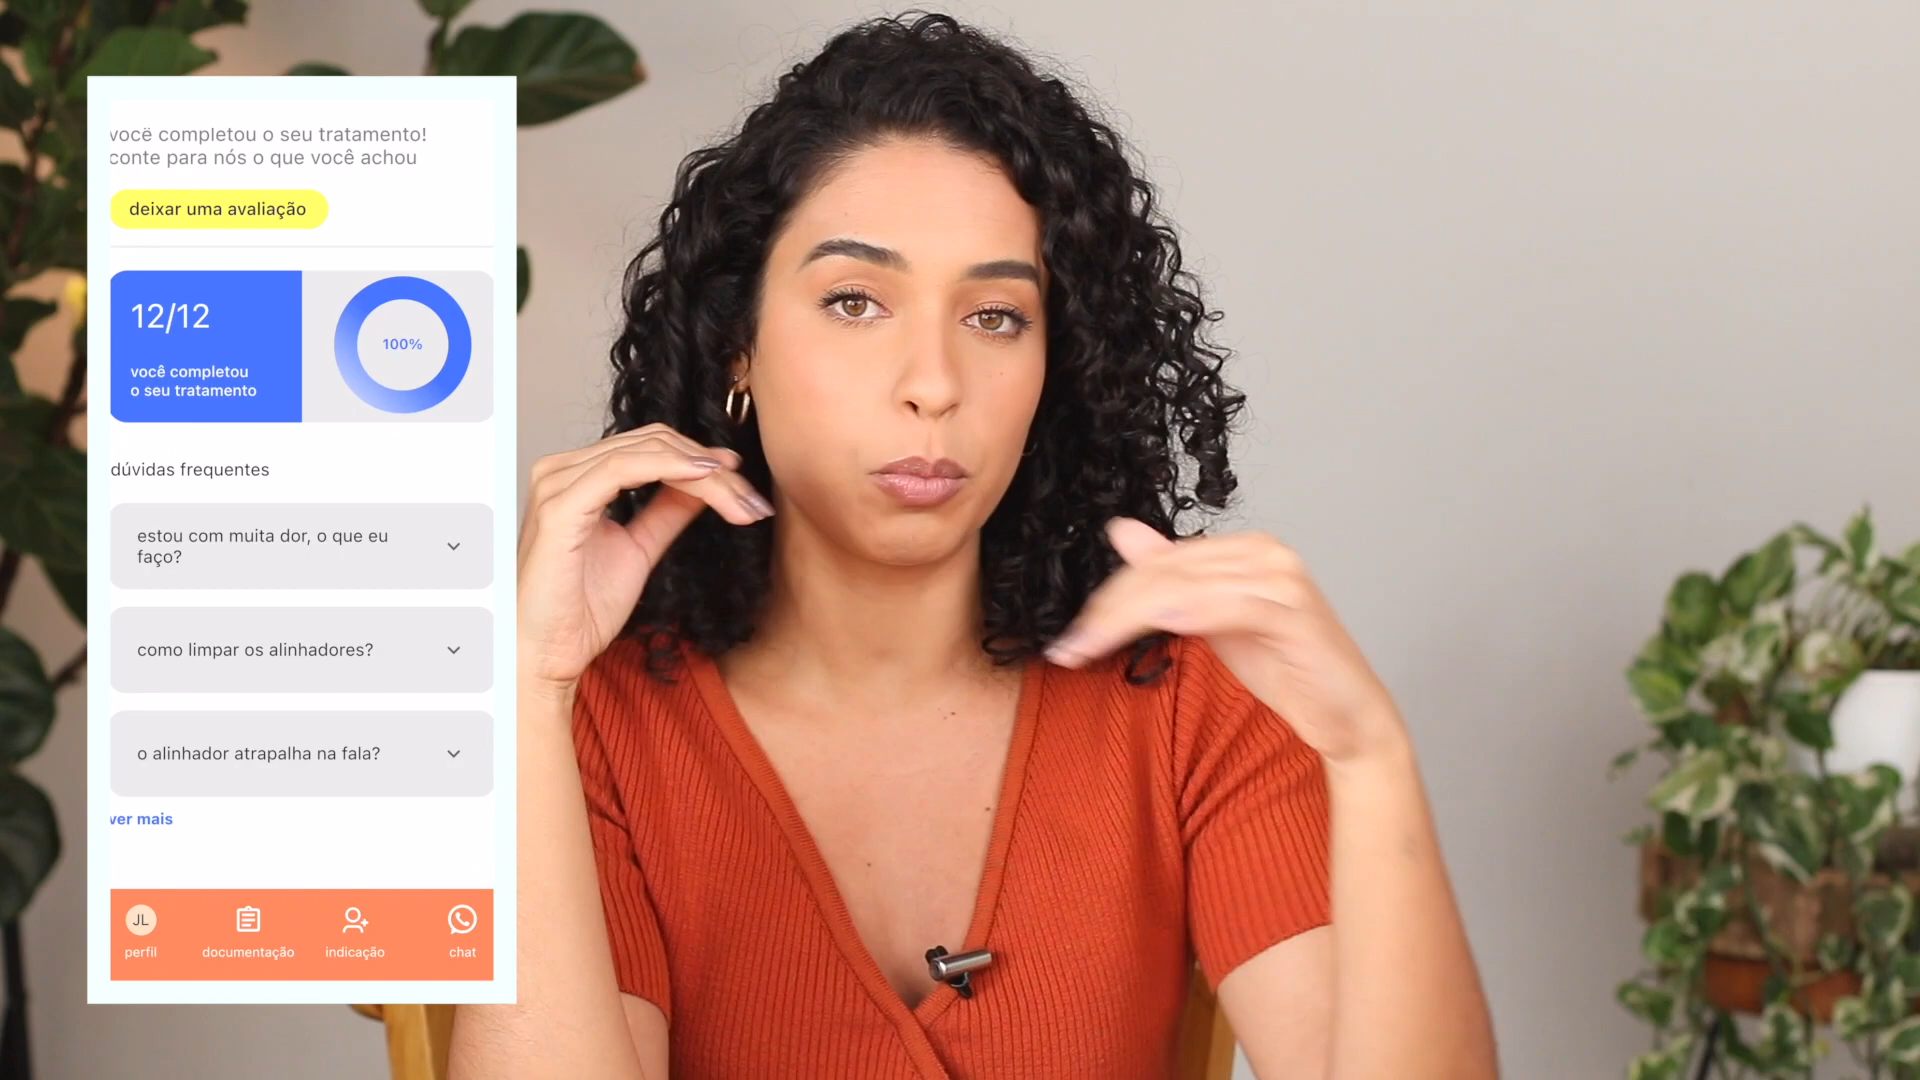 você completou o seu tratamento!
conte para nós o que você achou
deixar uma avaliação
12/12
100%
você completou
o seu tratamento
dúvidas frequentes
estou com muita dor, o que eu
faço?
como limpar os alinhadores?
o alinhador atrapalha na fala?
ver mais
JL
perfil
documentação
indicação
chat